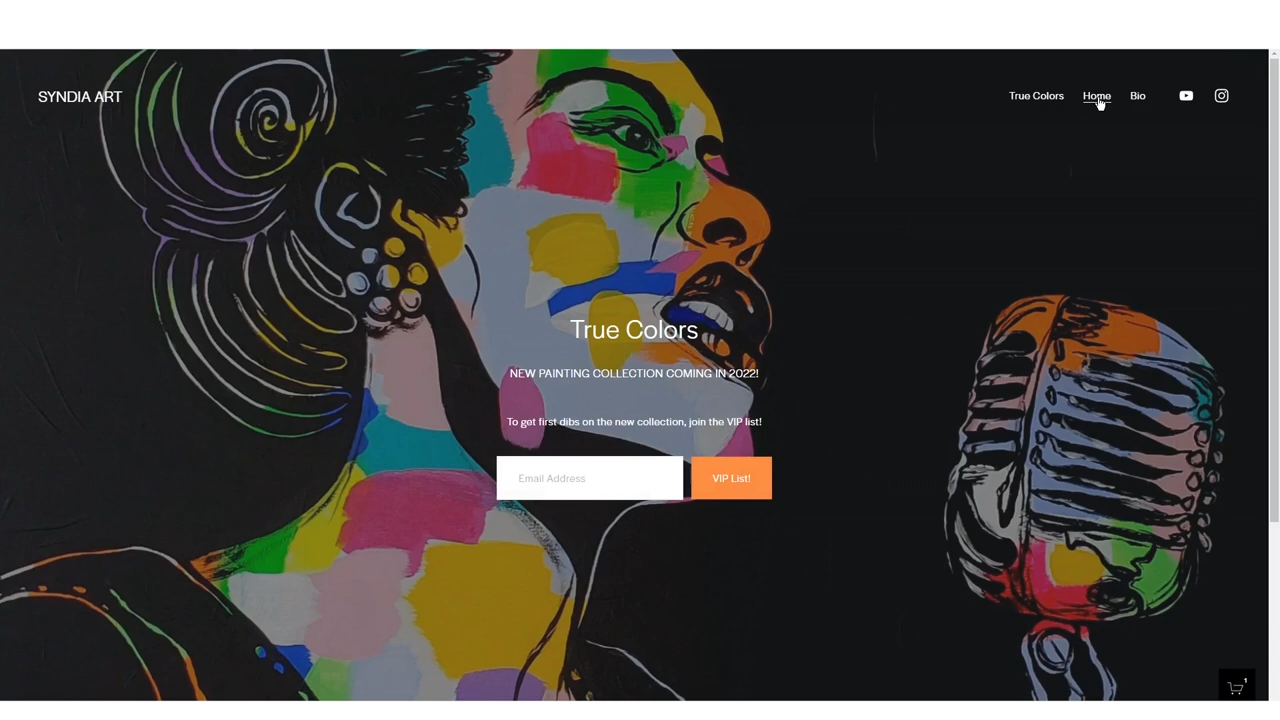 SYNDIA ART
True Colors Home Bio
True Colors
NEW PAINTING COLLECTION COMING IN 2022!
To get first dibs on the new collection, join the VIP list!
Email Address VIP List!
1